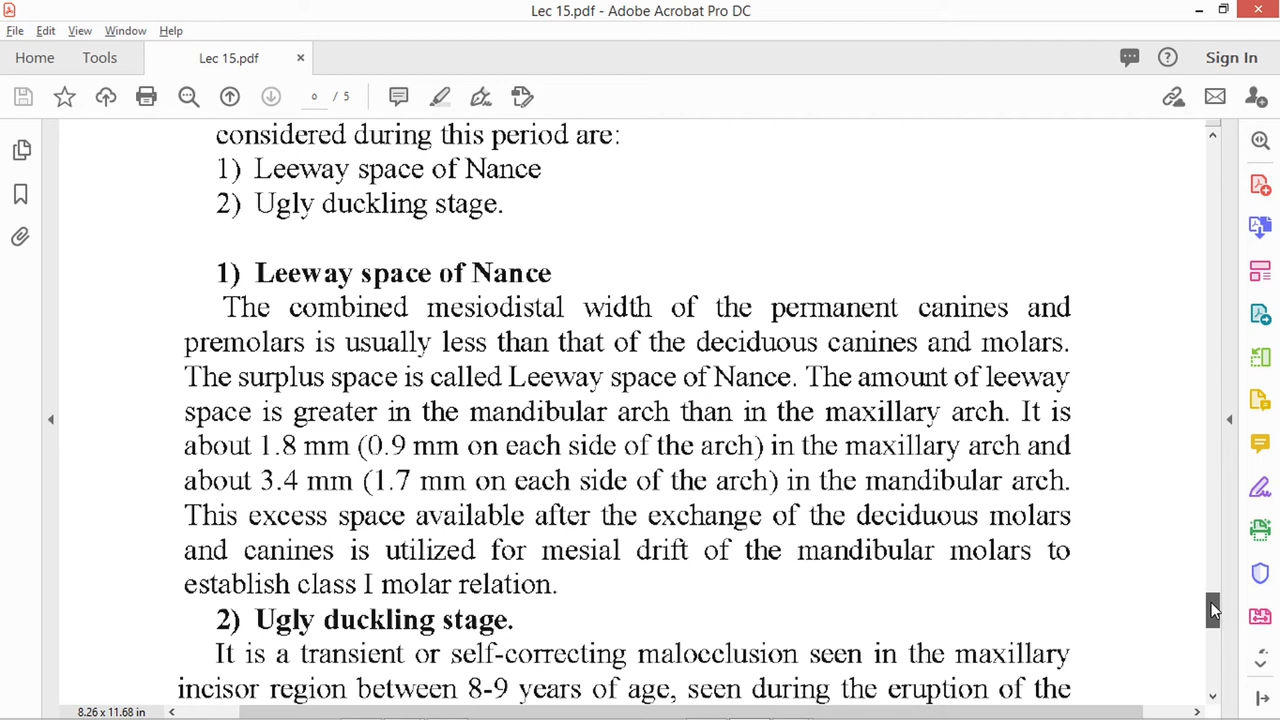 Lec 15.pdf - Adobe Acrobat Pro DC
File Edit View Window Help
Home Tools Lec 15.pdf × Sign In
6 / 5
considered during this period are:
1) Leeway space of Nance
2) Ugly duckling stage.
1) Leeway space of Nance
The combined mesiodistal width of the permanent canines and
premolars is usually less than that of the deciduous canines and molars.
The surplus space is called Leeway space of Nance. The amount of leeway
space is greater in the mandibular arch than in the maxillary arch. It is
about 1.8 mm (0.9 mm on each side of the arch) in the maxillary arch and
about 3.4 mm (1.7 mm on each side of the arch) in the mandibular arch.
This excess space available after the exchange of the deciduous molars
and canines is utilized for mesial drift of the mandibular molars to
establish class I molar relation.
2) Ugly duckling stage.
It is a transient or self-correcting malocclusion seen in the maxillary
incisor region between 8-9 years of age, seen during the eruption of the
8.26 x 11.68 in